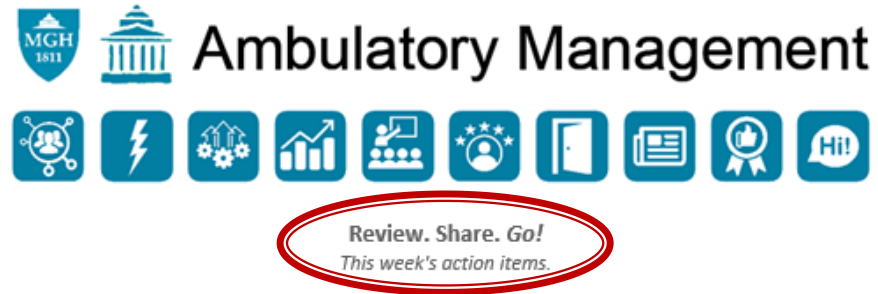 MGH
1811
Ambulatory Management
Hi!
Review. Share. Go!
This week's action items.